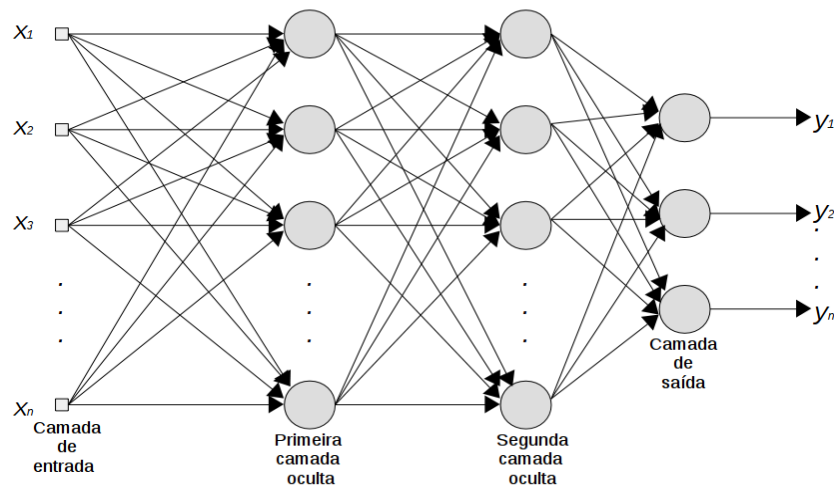 x1
x2
x3
.
.
.
xn
Camada
de
entrada
.
.
.
Primeira
camada
oculta
.
.
.
Segunda
camada
oculta
Camada
de
saída
y1
y2
.
.
.
yn